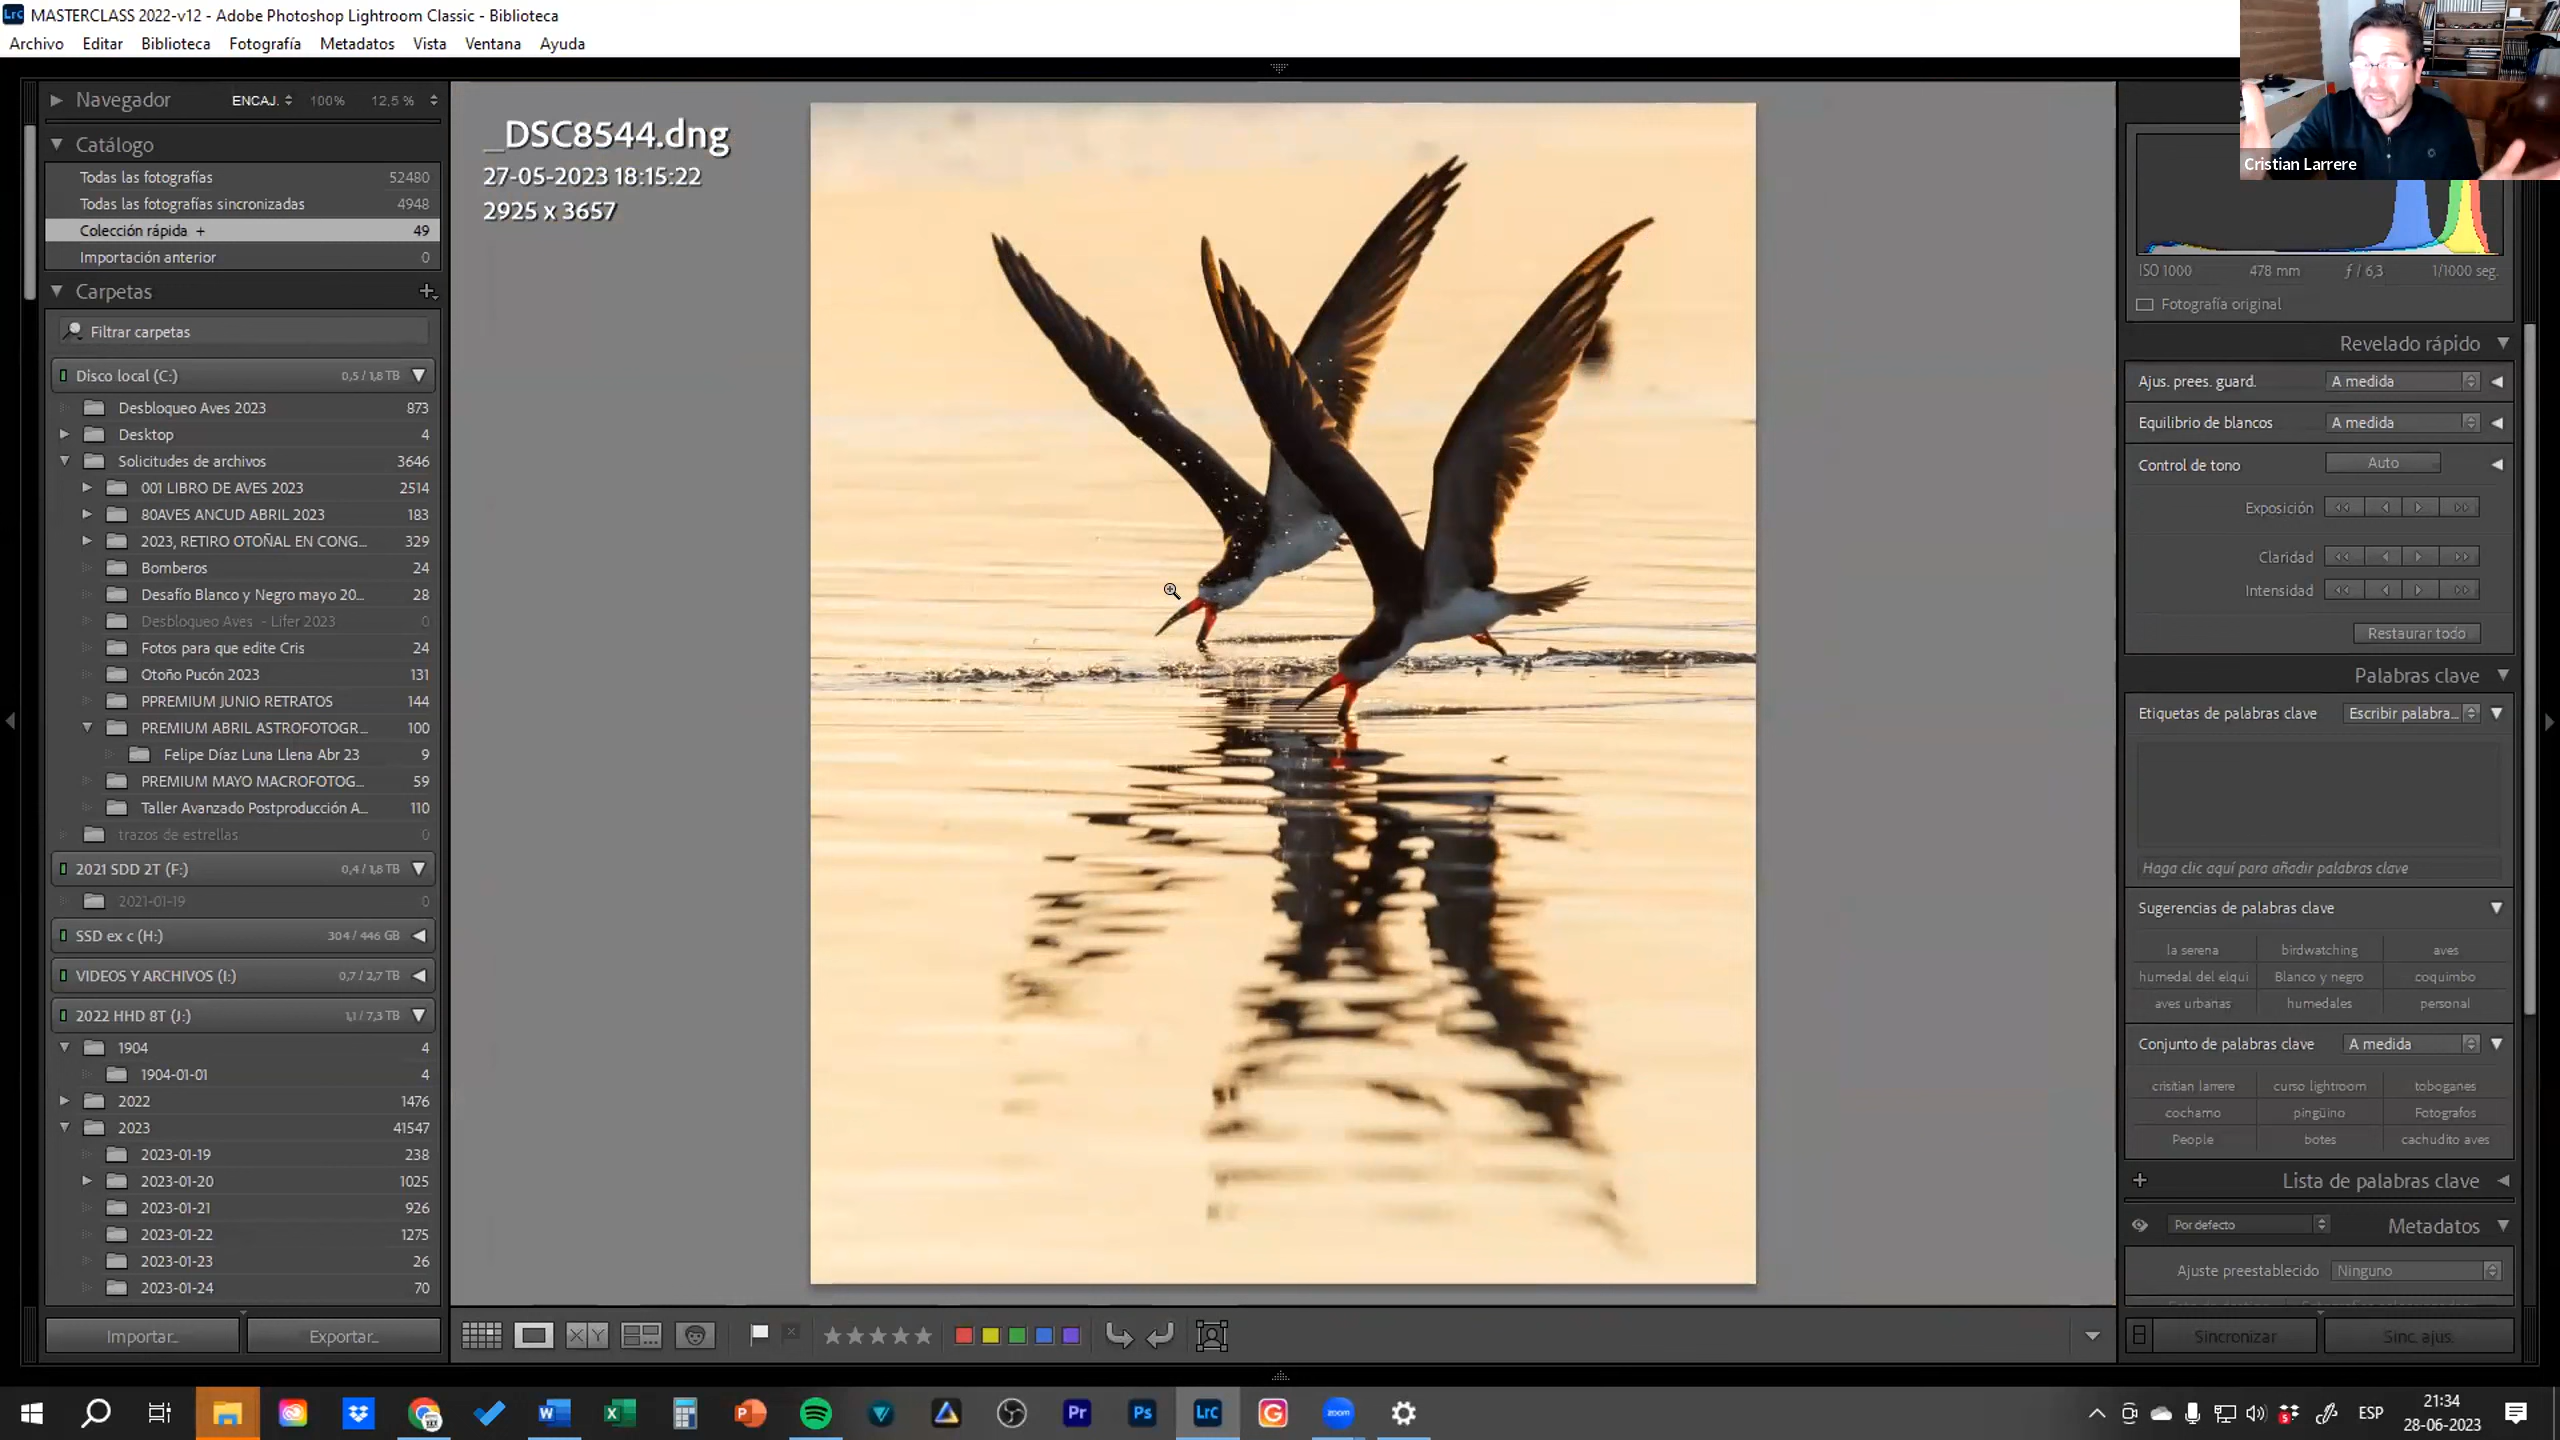 MASTERCLASS 2022-v12 - Adobe Photoshop Lightroom Classic - Biblioteca
Archivo Editar Biblioteca Fotografía Metadatos Vista Ventana Ayuda
Cristian Larrere
Navegador ENCAJ. 100% 12,5 %
Catálogo
Todas las fotografías 52480
Todas las fotografías sincronizadas 4948
Colección rápida + 49
Importación anterior 0
Carpetas
Filtrar carpetas
Disco local (C:) 0,5 / 1,8 TB
Desbloqueo Aves 2023 873
Desktop 4
Solicitudes de archivos 3646
001 LIBRO DE AVES 2023 2514
80AVES ANCUD ABRIL 2023 183
2023, RETIRO OTOÑAL EN CONG... 329
Bomberos 24
Desafío Blanco y Negro mayo 20... 28
Desbloqueo Aves - Lifer 2023 0
Fotos para que edite Cris 24
Otoño Pucón 2023 131
PPREMIUM JUNIO RETRATOS 144
PREMIUM ABRIL ASTROFOTOGR... 100
Felipe Díaz Luna Llena Abr 23 9
PREMIUM MAYO MACROFOTOG... 59
Taller Avanzado Postproducción A... 110
trazos de estrellas 0
2021 SDD 2T (F:) 0,4 / 1,8 TB
2021-01-19 0
SSD ex c (H:) 304 / 446 GB
VIDEOS Y ARCHIVOS (I:) 0,7 / 2,7 TB
2022 HHD 8T (J:) 1,1 / 7,3 TB
1904 4
1904-01-01 4
2022 1476
2023 41547
2023-01-19 238
2023-01-20 1025
2023-01-21 926
2023-01-22 1275
2023-01-23 26
2023-01-24 70
Importar... Exportar...
_DSC8544.dng
27-05-2023 18:15:22
2925 x 3657
ISO 1000 478 mm ƒ / 6,3 1/1000 seg.
Fotografía original
Revelado rápido
Ajus. prees. guard. A medida
Equilibrio de blancos A medida
Control de tono Auto
Exposición
Claridad
Intensidad
Restaurar todo
Palabras clave
Etiquetas de palabras clave Escribir palabra...
Haga clic aquí para añadir palabras clave
Sugerencias de palabras clave
la serena birdwatching aves
humedal del elqui Blanco y negro coquimbo
aves urbanas humedales personal
Conjunto de palabras clave A medida
crisitian larrere curso lightroom toboganes
cochamo pingüino Fotografos
People botes cachudito aves
Lista de palabras clave
Por defecto Metadatos
Ajuste preestablecido Ninguno
Sincronizar Sinc. ajus.
XY
W X P Pr Ps LrC G zoom
ESP
21:34
28-06-2023